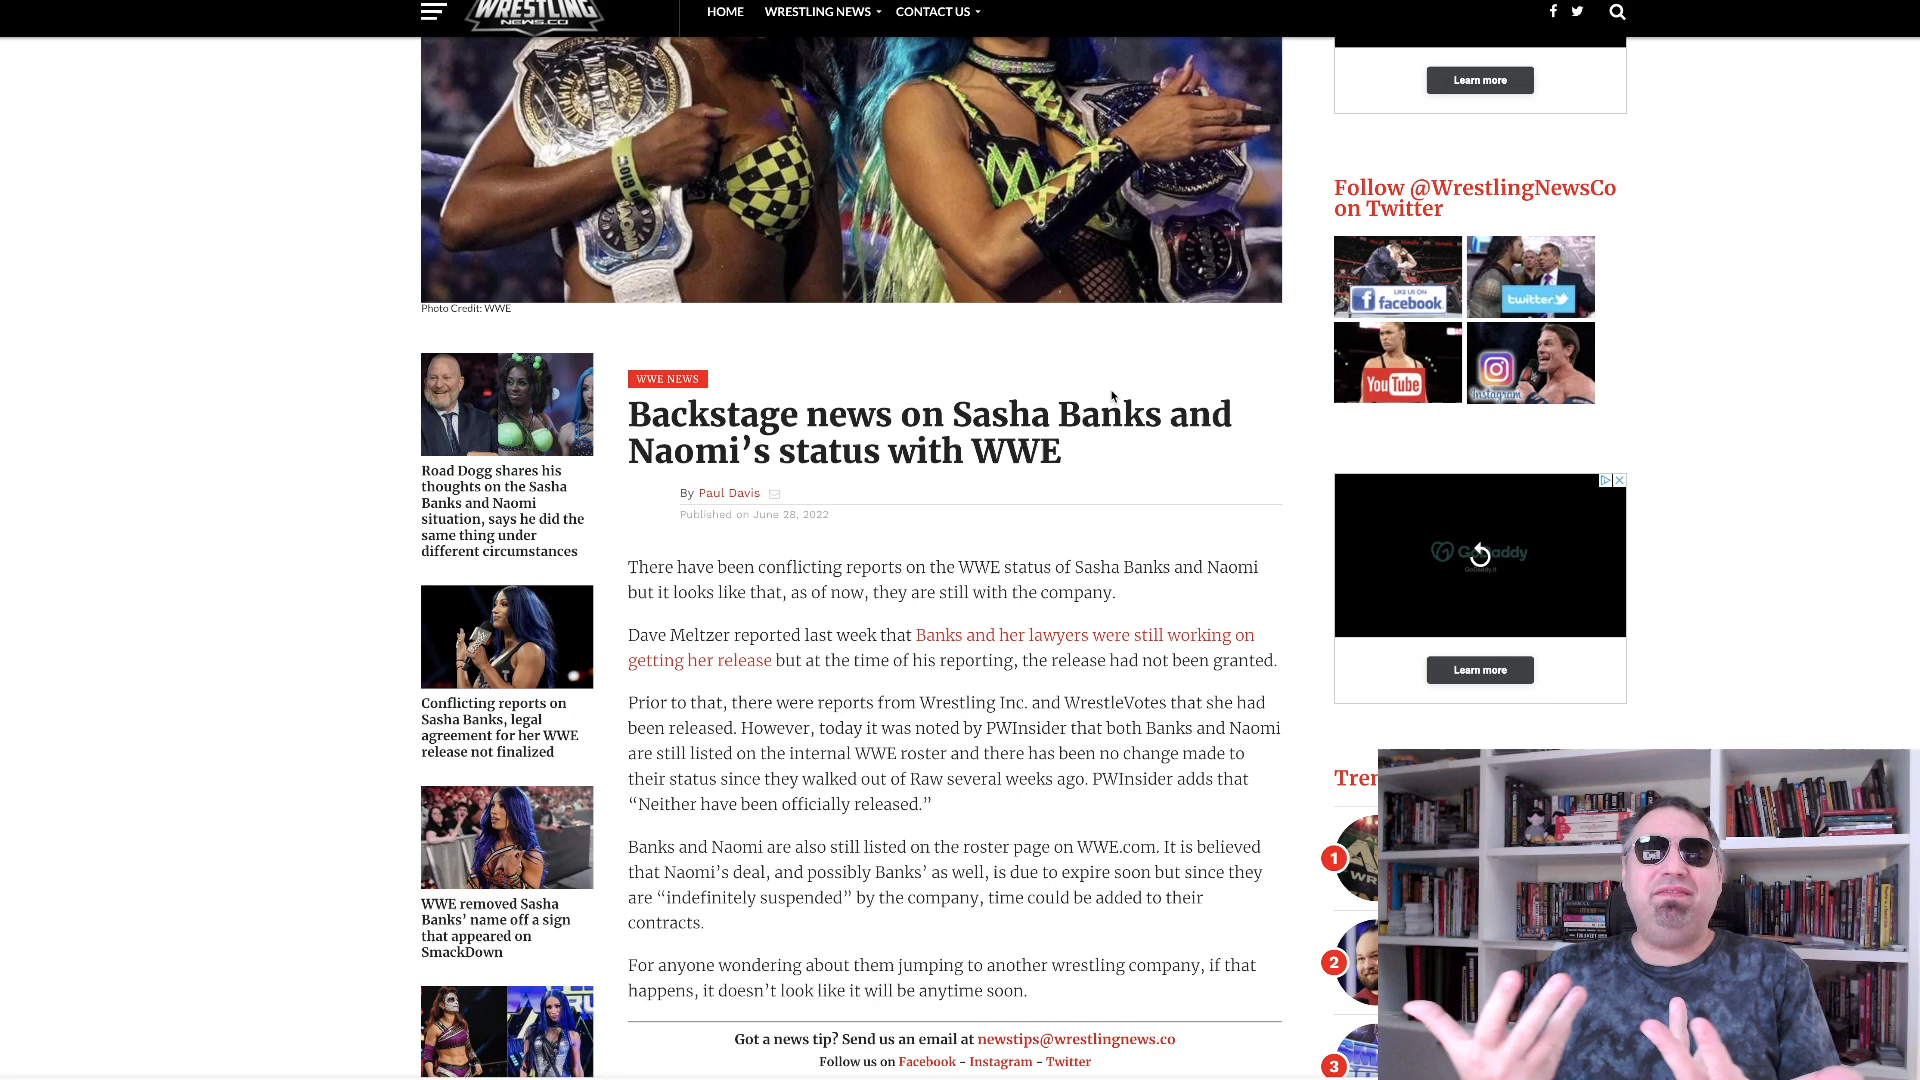 WRESTLING
NEWS.CO
HOME WRESTLING NEWS CONTACT US
Learn more
Photo Credit: WWE
Follow @WrestlingNewsCo
on Twitter
LIKE US ON
facebook
twitter
YouTube
Instagram
WWE NEWS
Backstage news on Sasha Banks and
Naomi’s status with WWE
By Paul Davis
Published on June 28, 2022
There have been conflicting reports on the WWE status of Sasha Banks and Naomi
but it looks like that, as of now, they are still with the company.
Dave Meltzer reported last week that Banks and her lawyers were still working on
getting her release but at the time of his reporting, the release had not been granted.
Prior to that, there were reports from Wrestling Inc. and WrestleVotes that she had
been released. However, today it was noted by PWInsider that both Banks and Naomi
are still listed on the internal WWE roster and there has been no change made to
their status since they walked out of Raw several weeks ago. PWInsider adds that
“Neither have been officially released.”
Banks and Naomi are also still listed on the roster page on WWE.com. It is believed
that Naomi’s deal, and possibly Banks’ as well, is due to expire soon but since they
are “indefinitely suspended” by the company, time could be added to their
contracts.
For anyone wondering about them jumping to another wrestling company, if that
happens, it doesn’t look like it will be anytime soon.
Got a news tip? Send us an email at newstips@wrestlingnews.co
Follow us on Facebook - Instagram - Twitter
Road Dogg shares his
thoughts on the Sasha
Banks and Naomi
situation, says he did the
same thing under
different circumstances
Conflicting reports on
Sasha Banks, legal
agreement for her WWE
release not finalized
WWE removed Sasha
Banks’ name off a sign
that appeared on
SmackDown
GoDaddy
Learn more
Tre
1
2
3